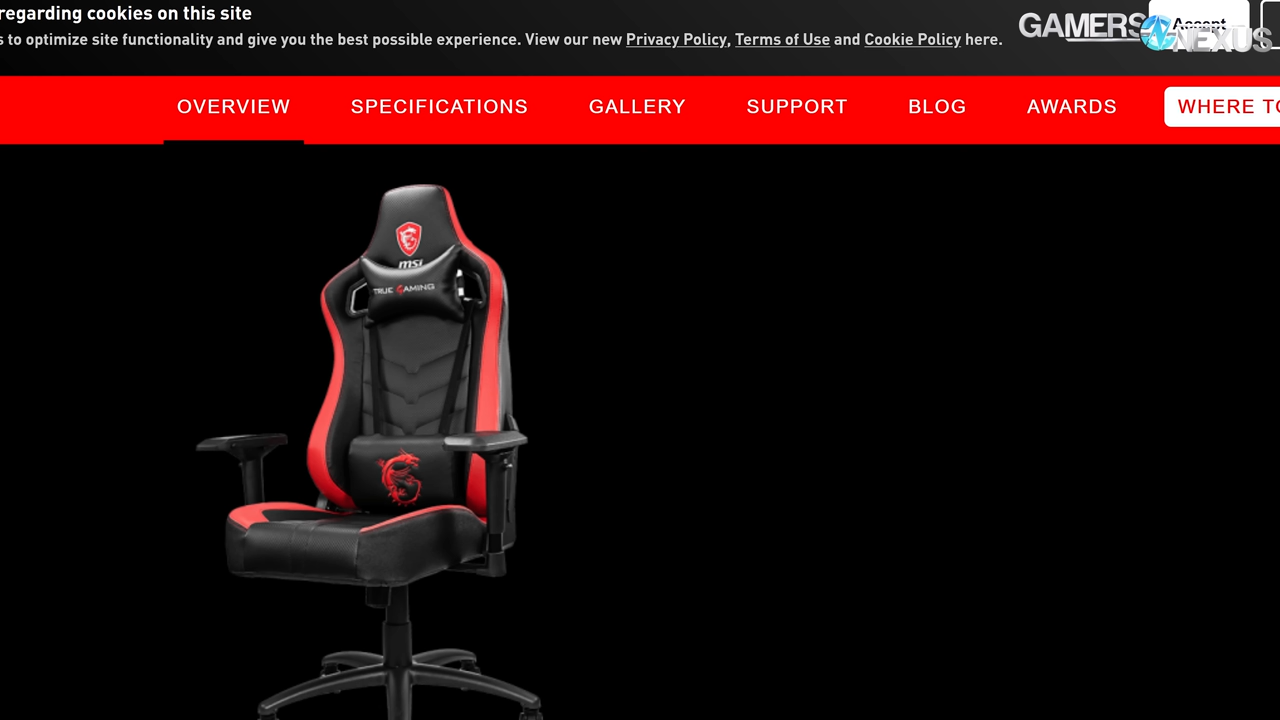 regarding cookies on this site
s to optimize site functionality and give you the best possible experience. View our new Privacy Policy, Terms of Use and Cookie Policy here.
Accept
GAMERS NEXUS
OVERVIEW SPECIFICATIONS GALLERY SUPPORT BLOG AWARDS WHERE TO
msi
TRUE GAMING